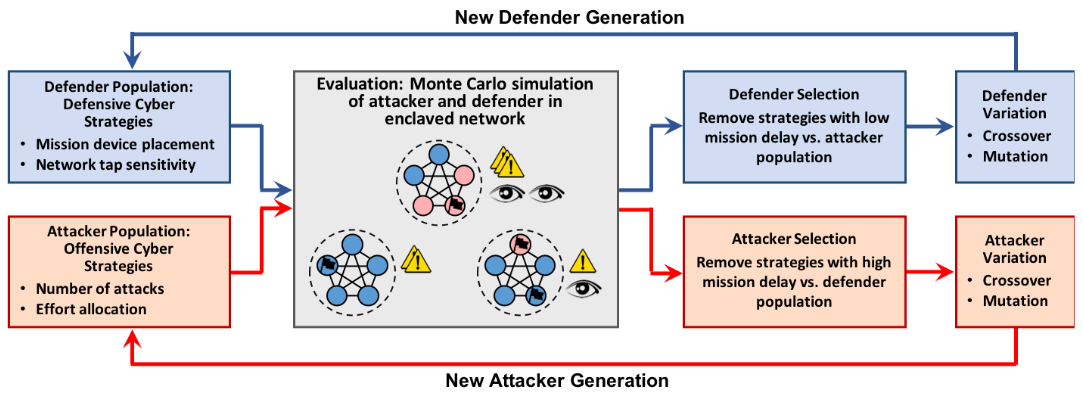 New Defender Generation
Defender Population:
Defensive Cyber
Strategies
• Mission device placement
• Network tap sensitivity
Evaluation: Monte Carlo simulation
of attacker and defender in
enclaved network
Defender Selection
Remove strategies with low
mission delay vs. attacker
population
Defender
Variation
• Crossover
• Mutation
Attacker Population:
Offensive Cyber
Strategies
• Number of attacks
• Effort allocation
Attacker Selection
Remove strategies with high
mission delay vs. defender
population
Attacker
Variation
• Crossover
• Mutation
New Attacker Generation